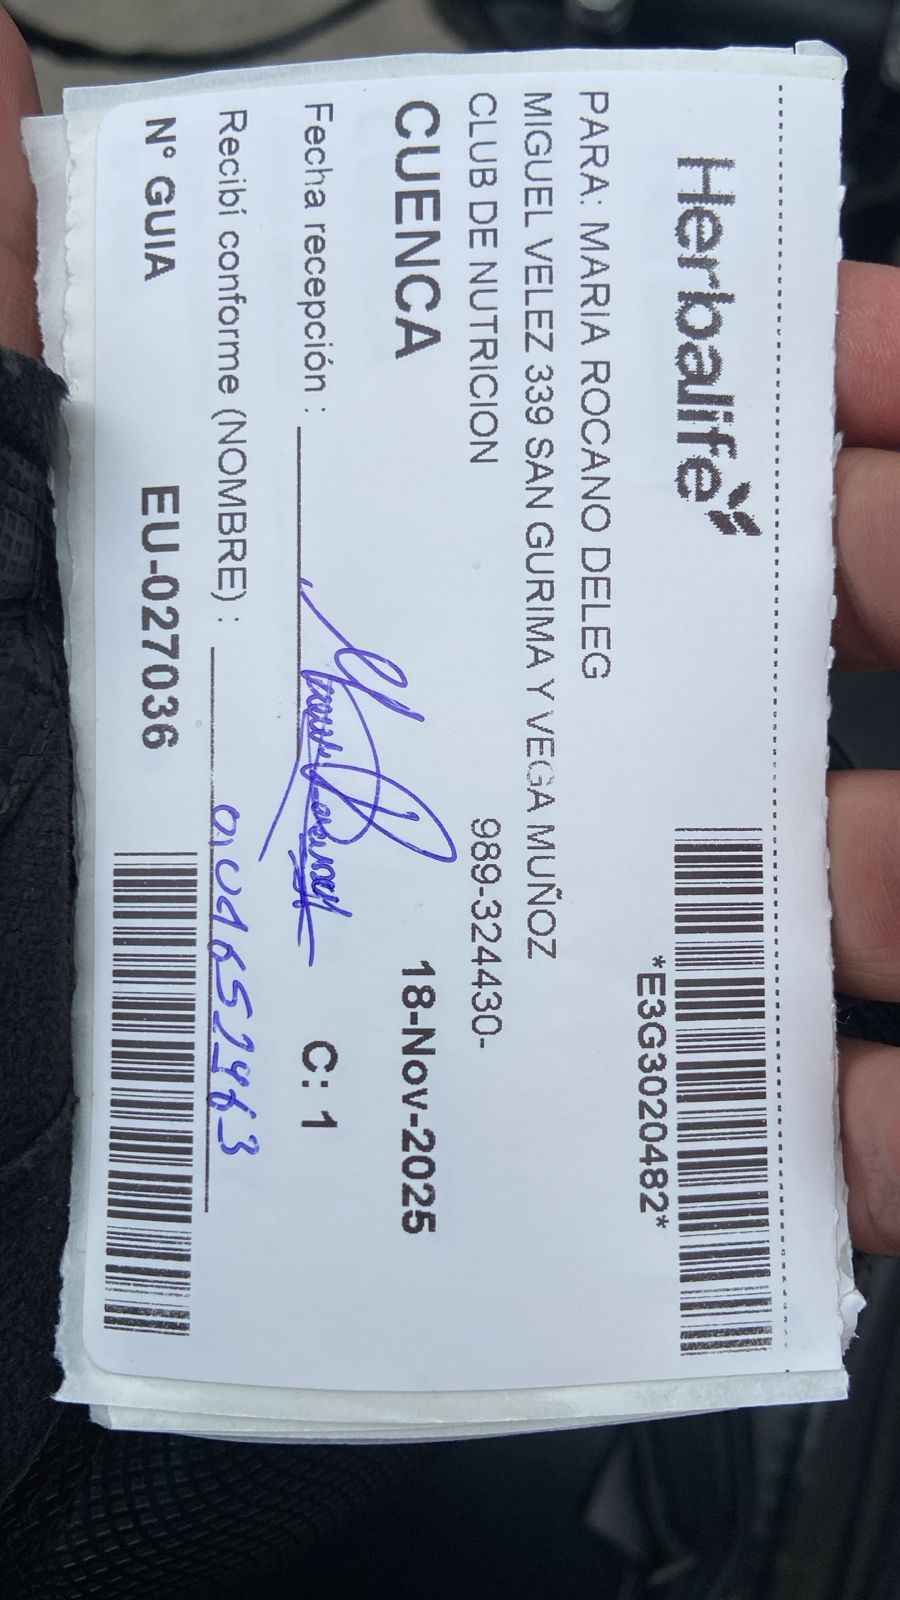 Herbalife
*E3G3020482*
PARA: MARIA ROCANO DELEG
MIGUEL VELEZ 339 SAN GURIMA Y VEGA MUÑOZ
CLUB DE NUTRICION 989-324430-
CUENCA 18-Nov-2025
Fecha recepción : C: 1
Recibí conforme (NOMBRE) :
N° GUIA EU-027036